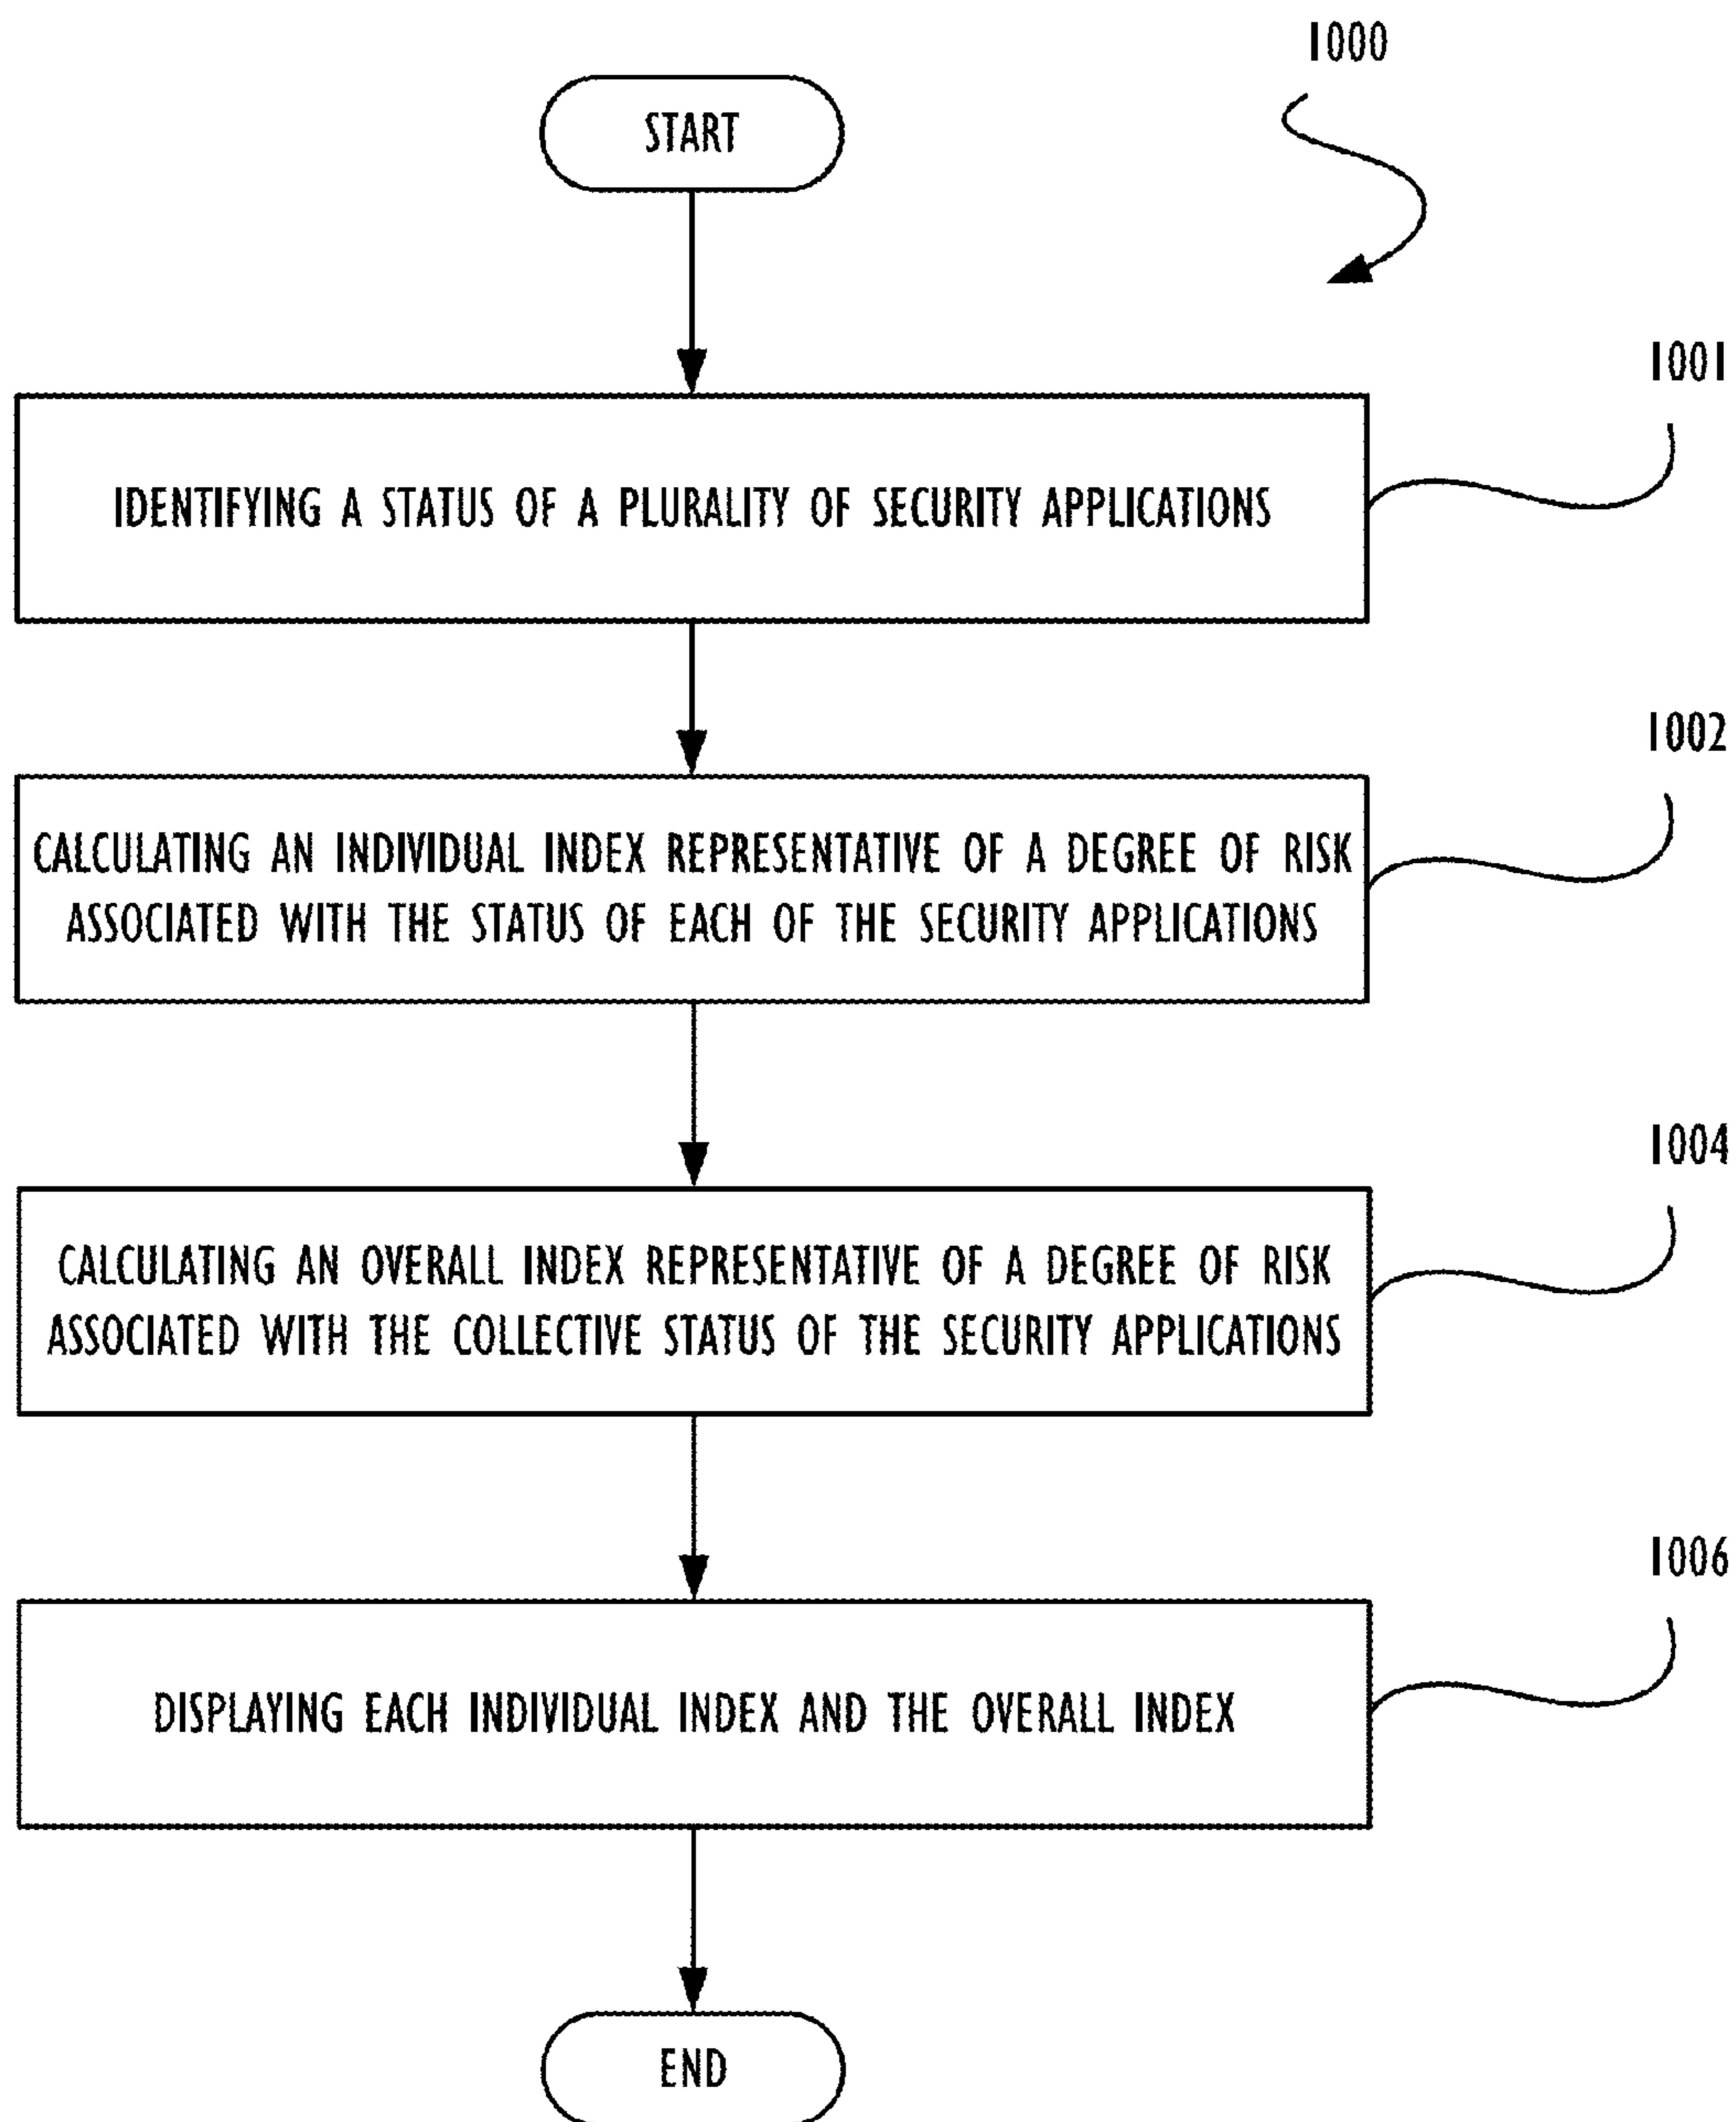 1000
START
1001
IDENTIFYING A STATUS OF A PLURALITY OF SECURITY APPLICATIONS
1002
CALCULATING AN INDIVIDUAL INDEX REPRESENTATIVE OF A DEGREE OF RISK
ASSOCIATED WITH THE STATUS OF EACH OF THE SECURITY APPLICATIONS
1004
CALCULATING AN OVERALL INDEX REPRESENTATIVE OF A DEGREE OF RISK
ASSOCIATED WITH THE COLLECTIVE STATUS OF THE SECURITY APPLICATIONS
1006
DISPLAYING EACH INDIVIDUAL INDEX AND THE OVERALL INDEX
END